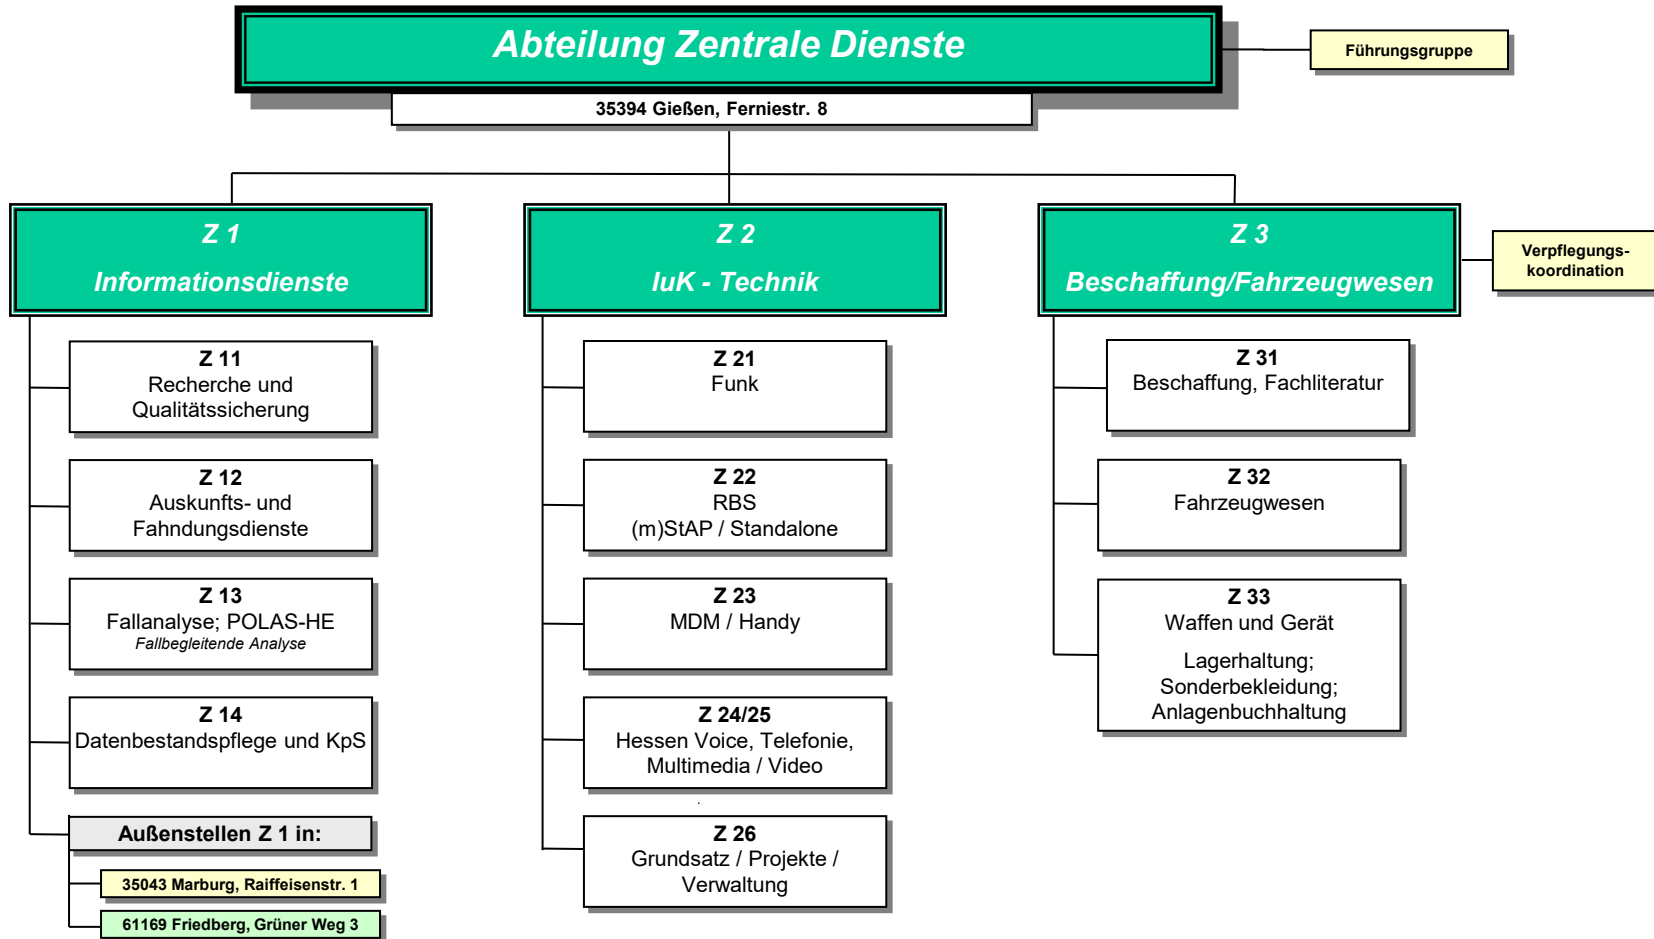 Abteilung Zentrale Dienste
Führungsgruppe
35394 Gießen, Ferniestr. 8
Z 1
Informationsdienste
Z 11
Recherche und
Qualitätssicherung
Z 12
Auskunfts- und
Fahndungsdienste
Z 13
Fallanalyse; POLAS-HE
Fallbegleitende Analyse
Z 14
Datenbestandspflege und KpS
Außenstellen Z 1 in:
35043 Marburg, Raiffeisenstr. 1
61169 Friedberg, Grüner Weg 3
Z 2
IuK - Technik
Z 21
Funk
Z 22
RBS
(m)StAP / Standalone
Z 23
MDM / Handy
Z 24/25
Hessen Voice, Telefonie,
Multimedia / Video
Z 26
Grundsatz / Projekte /
Verwaltung
Z 3
Beschaffung/Fahrzeugwesen
Verpflegungs-
koordination
Z 31
Beschaffung, Fachliteratur
Z 32
Fahrzeugwesen
Z 33
Waffen und Gerät
Lagerhaltung;
Sonderbekleidung;
Anlagenbuchhaltung